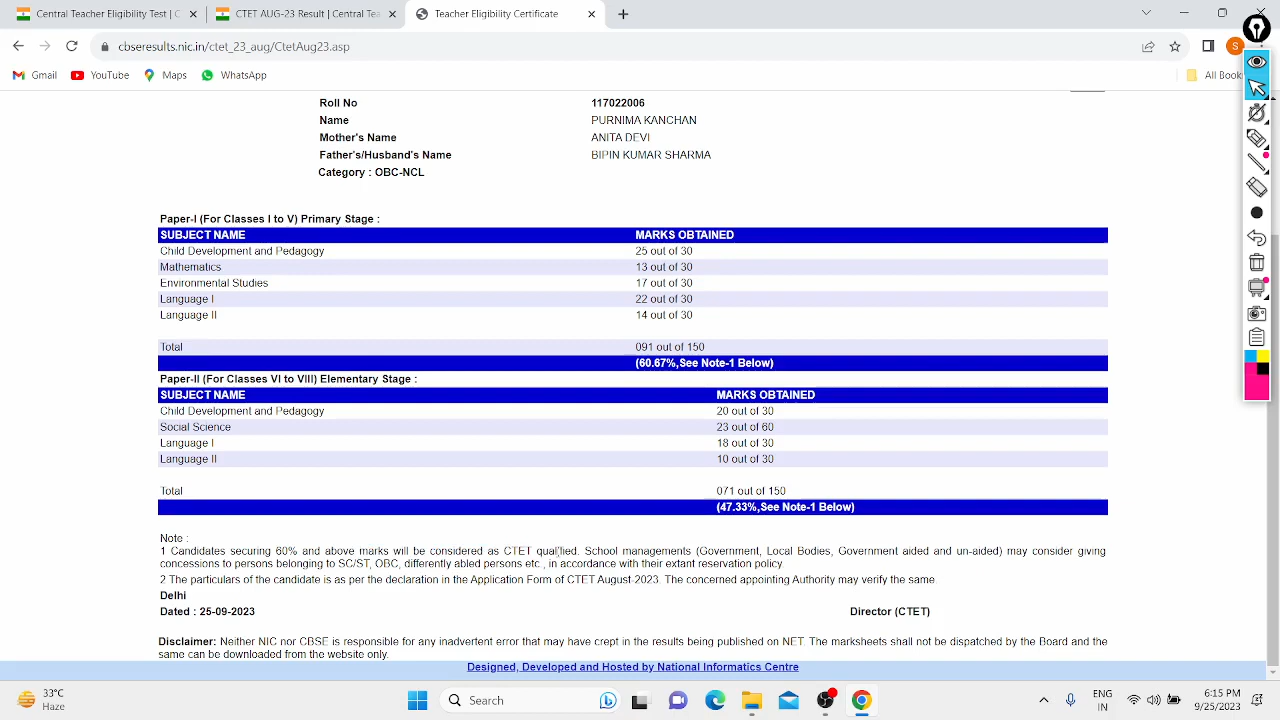 Central Teacher Eligibility Test | C
CTET AUG-23 Result | Central Tea
Teacher Eligibility Certificate
cbseresults.nic.in/ctet_23_aug/CtetAug23.asp
S
Gmail YouTube Maps WhatsApp All Book
Roll No 117022006
Name PURNIMA KANCHAN
Mother's Name ANITA DEVI
Father's/Husband's Name BIPIN KUMAR SHARMA
Category : OBC-NCL
Paper-I (For Classes I to V) Primary Stage :
SUBJECT NAME MARKS OBTAINED
Child Development and Pedagogy 25 out of 30
Mathematics 13 out of 30
Environmental Studies 17 out of 30
Language I 22 out of 30
Language II 14 out of 30
Total 091 out of 150
(60.67%,See Note-1 Below)
Paper-II (For Classes VI to VIII) Elementary Stage :
SUBJECT NAME MARKS OBTAINED
Child Development and Pedagogy 20 out of 30
Social Science 23 out of 60
Language I 18 out of 30
Language II 10 out of 30
Total 071 out of 150
(47.33%,See Note-1 Below)
Note :
1 Candidates securing 60% and above marks will be considered as CTET qualified. School managements (Government, Local Bodies, Government aided and un-aided) may consider giving
concessions to persons belonging to SC/ST, OBC, differently abled persons etc., in accordance with their extant reservation policy.
2 The particulars of the candidate is as per the declaration in the Application Form of CTET August-2023. The concerned appointing Authority may verify the same.
Delhi
Dated : 25-09-2023 Director (CTET)
Disclaimer: Neither NIC nor CBSE is responsible for any inadvertent error that may have crept in the results being published on NET. The marksheets shall not be dispatched by the Board and the
same can be downloaded from the website only.
Designed, Developed and Hosted by National Informatics Centre
33°C
Haze
Search
ENG
IN
6:15 PM
9/25/2023